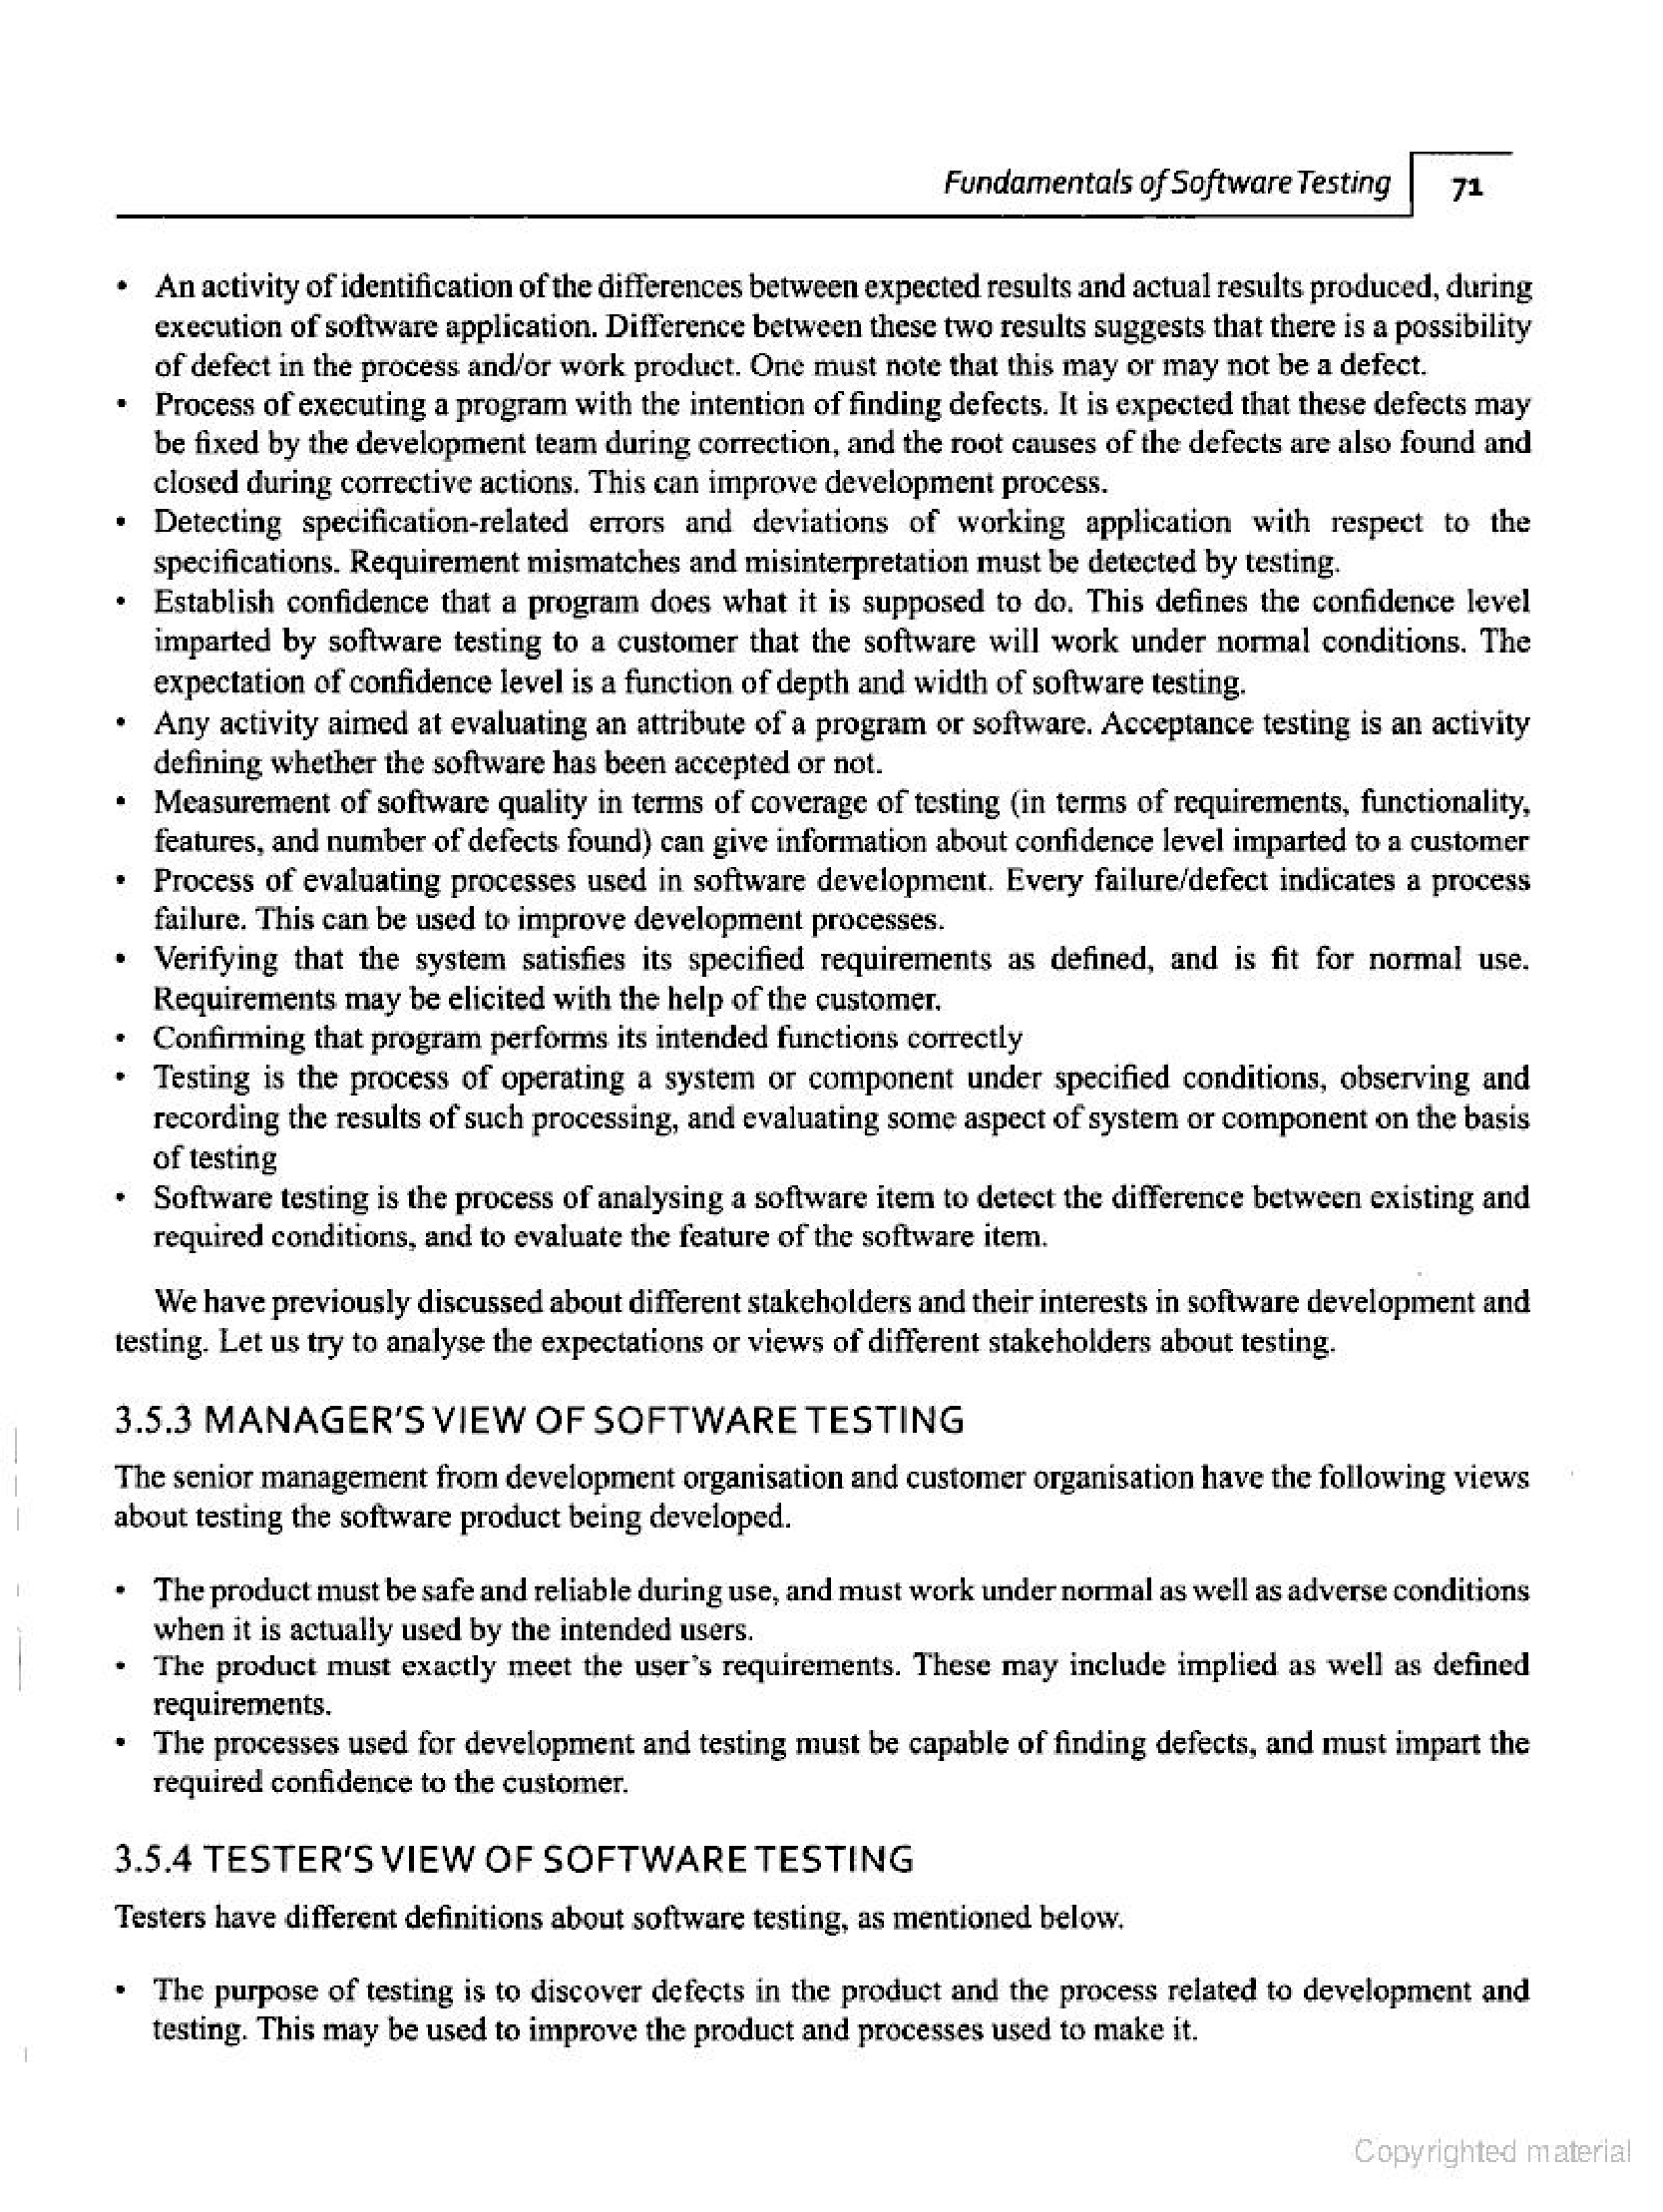 Fundamentals of Software Testing 71
• An activity of identification of the differences between expected results and actual results produced, during
execution of software application. Difference between these two results suggests that there is a possibility
of defect in the process and/or work product. One must note that this may or may not be a defect.
• Process of executing a program with the intention of finding defects. It is expected that these defects may
be fixed by the development team during correction, and the root causes of the defects are also found and
closed during corrective actions. This can improve development process.
• Detecting specification-related errors and deviations of working application with respect to the
specifications. Requirement mismatches and misinterpretation must be detected by testing.
• Establish confidence that a program does what it is supposed to do. This defines the confidence level
imparted by software testing to a customer that the software will work under normal conditions. The
expectation of confidence level is a function of depth and width of software testing.
• Any activity aimed at evaluating an attribute of a program or software. Acceptance testing is an activity
defining whether the software has been accepted or not.
• Measurement of software quality in terms of coverage of testing (in terms of requirements, functionality,
features, and number of defects found) can give information about confidence level imparted to a customer
• Process of evaluating processes used in software development. Every failure/defect indicates a process
failure. This can be used to improve development processes.
• Verifying that the system satisfies its specified requirements as defined, and is fit for normal use.
Requirements may be elicited with the help of the customer.
• Confirming that program performs its intended functions correctly
• Testing is the process of operating a system or component under specified conditions, observing and
recording the results of such processing, and evaluating some aspect of system or component on the basis
of testing
• Software testing is the process of analysing a software item to detect the difference between existing and
required conditions, and to evaluate the feature of the software item.
We have previously discussed about different stakeholders and their interests in software development and
testing. Let us try to analyse the expectations or views of different stakeholders about testing.
3.5.3 MANAGER'S VIEW OF SOFTWARE TESTING
The senior management from development organisation and customer organisation have the following views
about testing the software product being developed.
• The product must be safe and reliable during use, and must work under normal as well as adverse conditions
when it is actually used by the intended users.
• The product must exactly meet the user's requirements. These may include implied as well as defined
requirements.
• The processes used for development and testing must be capable of finding defects, and must impart the
required confidence to the customer.
3.5.4 TESTER'S VIEW OF SOFTWARE TESTING
Testers have different definitions about software testing, as mentioned below.
• The purpose of testing is to discover defects in the product and the process related to development and
testing. This may be used to improve the product and processes used to make it.
Copyrighted material